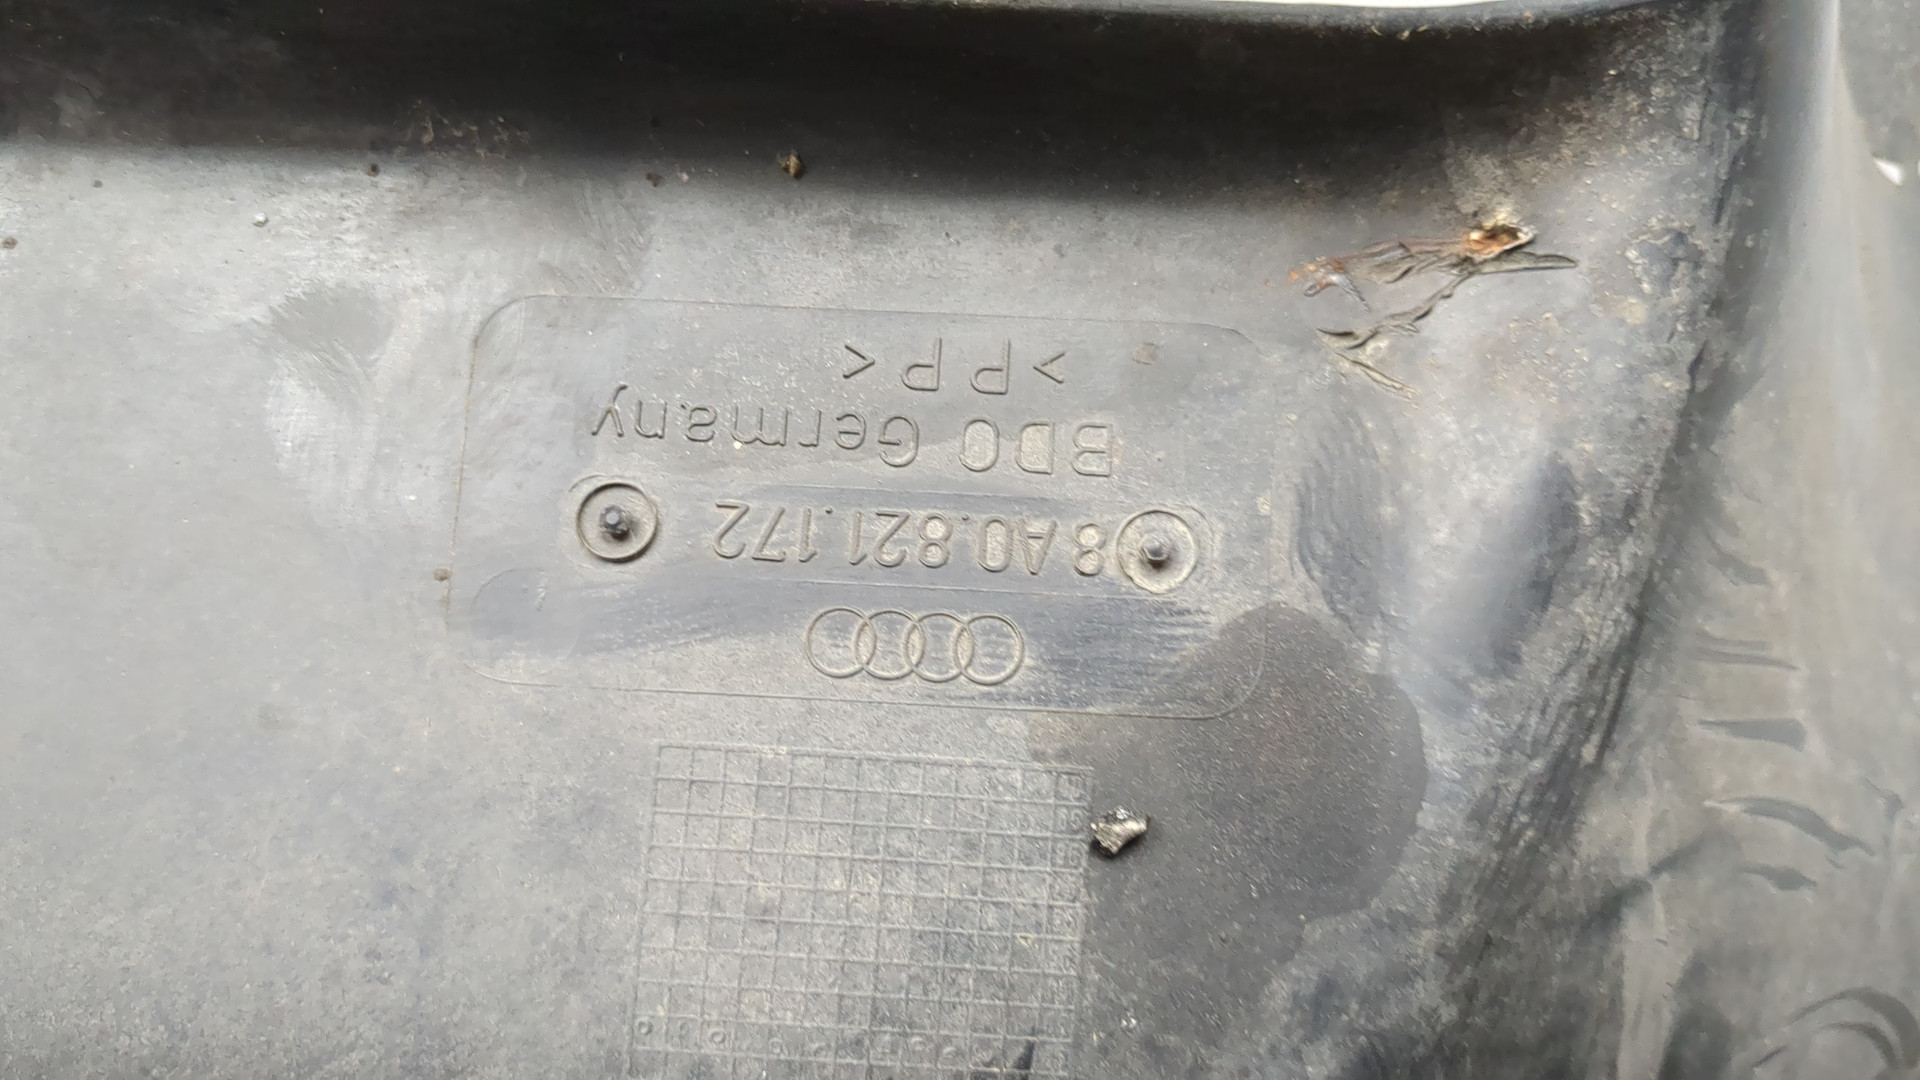 8A0.821.172
BDO Germany
>PP<